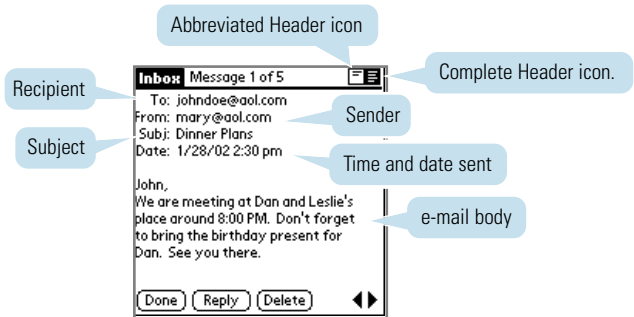 Abbreviated Header icon
Inbox Message 1 of 5
Complete Header icon.
Recipient
To: johndoe@aol.com
From: mary@aol.com
Sender
Subject
Subj: Dinner Plans
Date: 1/28/02 2:30 pm
Time and date sent
John,
We are meeting at Dan and Leslie's
place around 8:00 PM. Don't forget
to bring the birthday present for
Dan. See you there.
e-mail body
Done Reply Delete